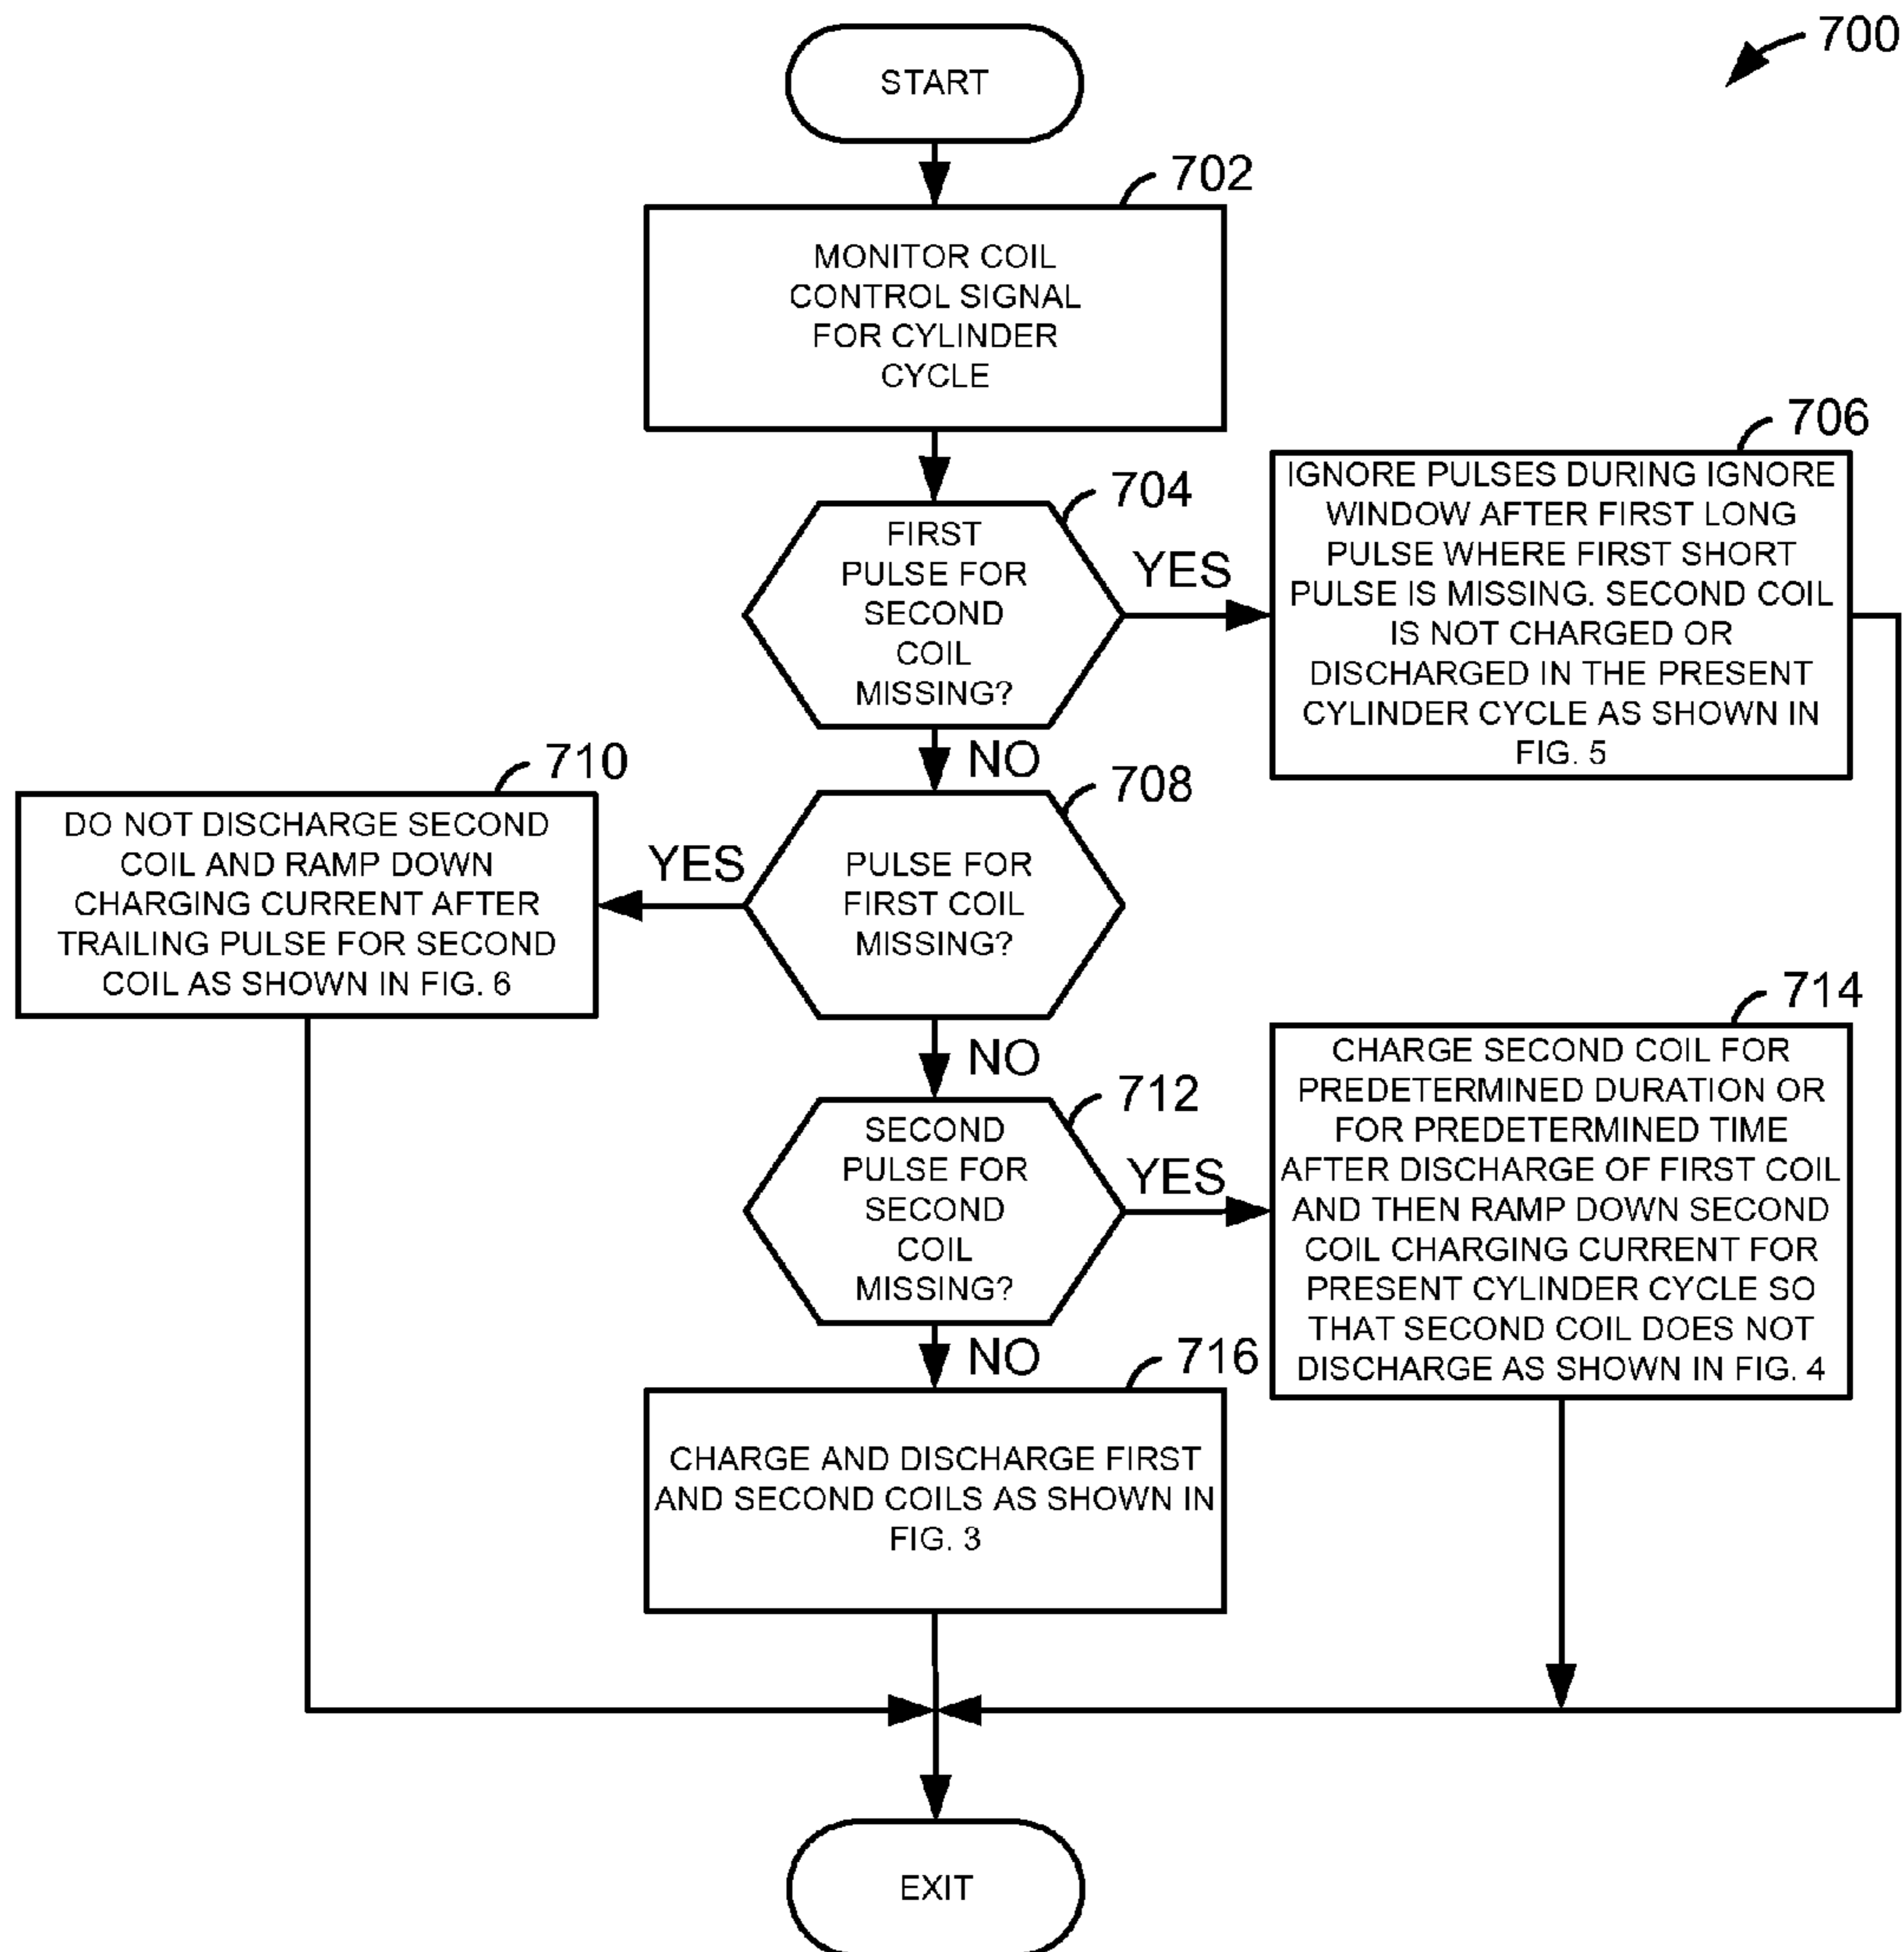 700
START
702
MONITOR COIL
CONTROL SIGNAL
FOR CYLINDER
CYCLE
704
FIRST
PULSE FOR
SECOND
COIL
MISSING?
YES
706
IGNORE PULSES DURING IGNORE
WINDOW AFTER FIRST LONG
PULSE WHERE FIRST SHORT
PULSE IS MISSING. SECOND COIL
IS NOT CHARGED OR
DISCHARGED IN THE PRESENT
CYLINDER CYCLE AS SHOWN IN
FIG. 5
NO
708
PULSE FOR
FIRST COIL
MISSING?
YES
710
DO NOT DISCHARGE SECOND
COIL AND RAMP DOWN
CHARGING CURRENT AFTER
TRAILING PULSE FOR SECOND
COIL AS SHOWN IN FIG. 6
NO
712
SECOND
PULSE FOR
SECOND
COIL
MISSING?
YES
714
CHARGE SECOND COIL FOR
PREDETERMINED DURATION OR
FOR PREDETERMINED TIME
AFTER DISCHARGE OF FIRST COIL
AND THEN RAMP DOWN SECOND
COIL CHARGING CURRENT FOR
PRESENT CYLINDER CYCLE SO
THAT SECOND COIL DOES NOT
DISCHARGE AS SHOWN IN FIG. 4
NO
716
CHARGE AND DISCHARGE FIRST
AND SECOND COILS AS SHOWN IN
FIG. 3
EXIT